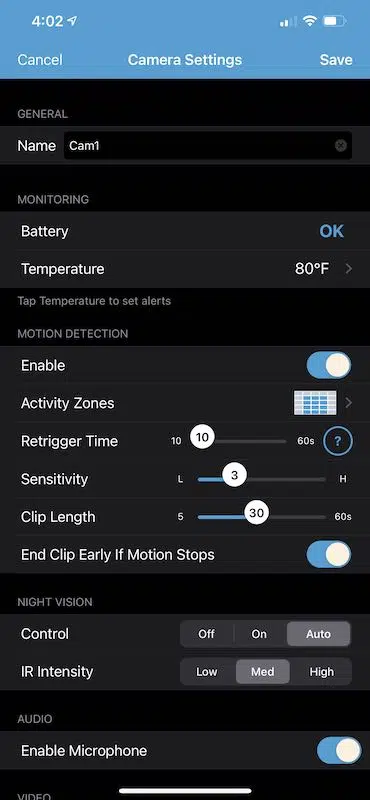 4:02
Cancel Camera Settings Save
GENERAL
Name Cam1
MONITORING
Battery OK
Temperature 80°F
Tap Temperature to set alerts
MOTION DETECTION
Enable
Activity Zones
Retrigger Time 10 10 60s ?
Sensitivity L 3 H
Clip Length 5 30 60s
End Clip Early If Motion Stops
NIGHT VISION
Control Off On Auto
IR Intensity Low Med High
AUDIO
Enable Microphone
VIDEO